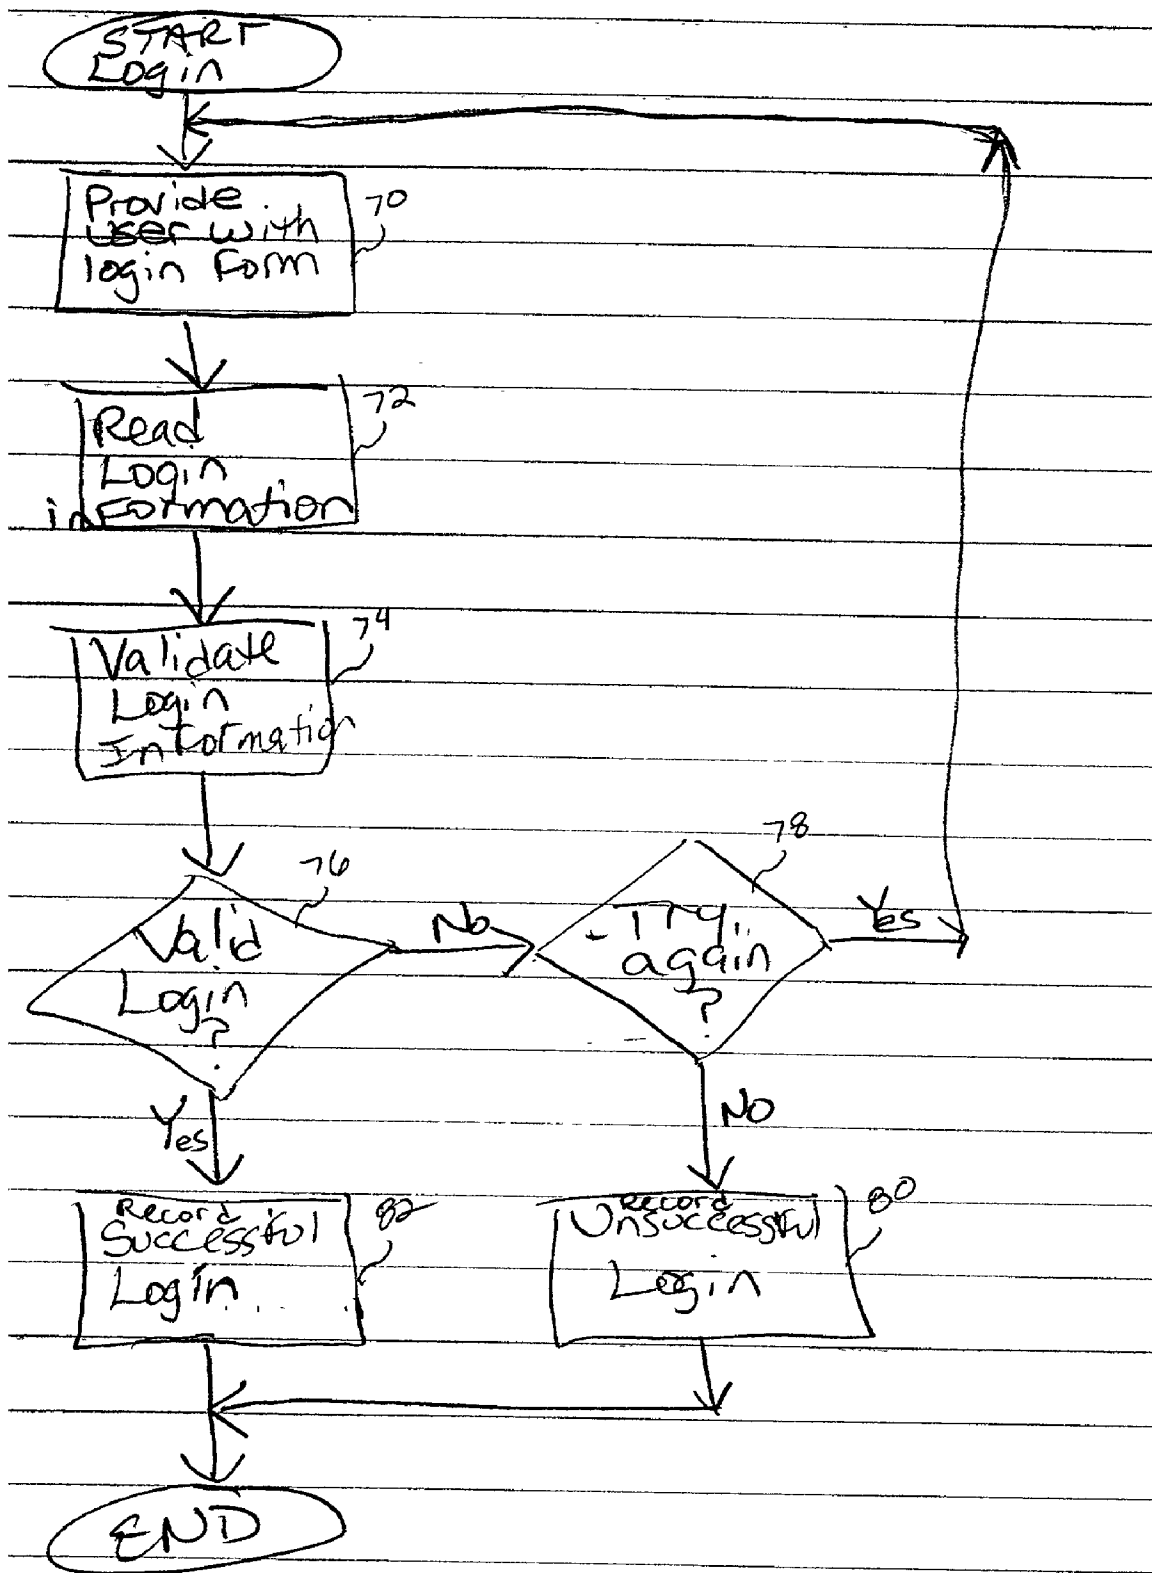 START
Login
Provide
user with
login Form
70
Read
Login
inFormation
72
Validate
Login
Information
74
Valid
Login
?
76
No
Try
again
?
78
Yes
Yes
No
Record
Successful
Login
82
Record
Unsuccessful
Login
80
END